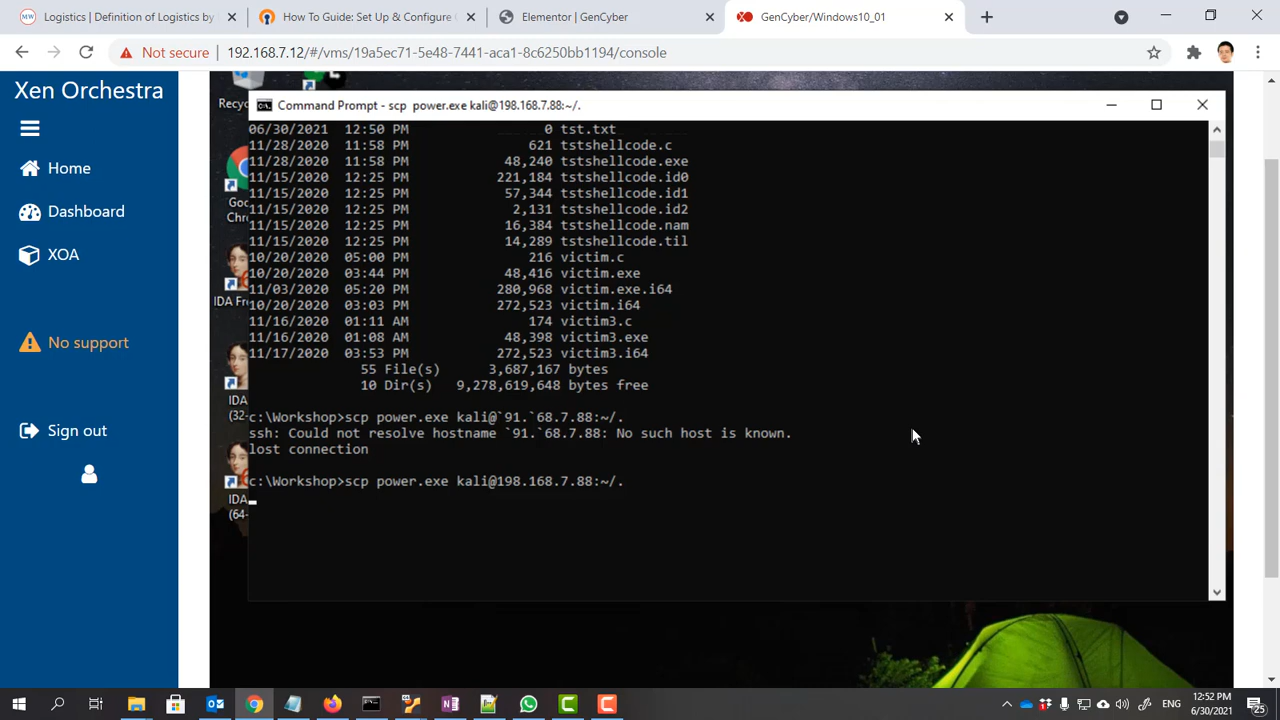 Logistics | Definition of Logistics by
How To Guide: Set Up & Configure
Elementor | GenCyber
GenCyber/Windows10_01
Not secure
192.168.7.12/#/vms/19a5ec71-5e48-7441-aca1-8c6250bb1194/console
Xen Orchestra
Home
Dashboard
XOA
No support
Sign out
Recyc
Goo
Chro
IDA Fre
IDA
(32-
IDA
(64-
Command Prompt - scp power.exe kali@198.168.7.88:~/.
06/30/2021 12:50 PM 0 tst.txt
11/28/2020 11:58 PM 621 tstshellcode.c
11/28/2020 11:58 PM 48,240 tstshellcode.exe
11/15/2020 12:25 PM 221,184 tstshellcode.id0
11/15/2020 12:25 PM 57,344 tstshellcode.id1
11/15/2020 12:25 PM 2,131 tstshellcode.id2
11/15/2020 12:25 PM 16,384 tstshellcode.nam
11/15/2020 12:25 PM 14,289 tstshellcode.til
10/20/2020 05:00 PM 216 victim.c
10/20/2020 03:44 PM 48,416 victim.exe
11/03/2020 05:20 PM 280,968 victim.exe.i64
10/20/2020 03:03 PM 272,523 victim.i64
11/16/2020 01:11 AM 174 victim3.c
11/16/2020 01:08 AM 48,398 victim3.exe
11/17/2020 03:53 PM 272,523 victim3.i64
55 File(s) 3,687,167 bytes
10 Dir(s) 9,278,619,648 bytes free
c:\Workshop>scp power.exe kali@`91.`68.7.88:~/.
ssh: Could not resolve hostname `91.`68.7.88: No such host is known.
lost connection
c:\Workshop>scp power.exe kali@198.168.7.88:~/.
12:52 PM
6/30/2021
25